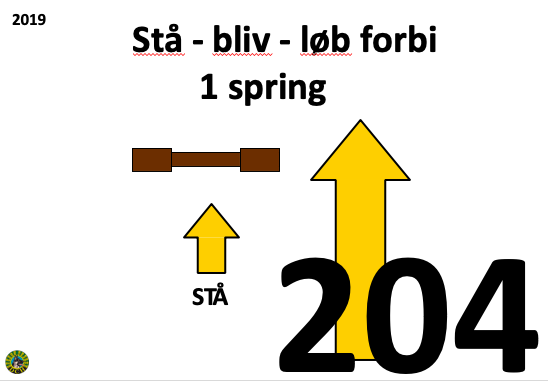 2019
Stå - bliv - løb forbi
1 spring
STÅ
204